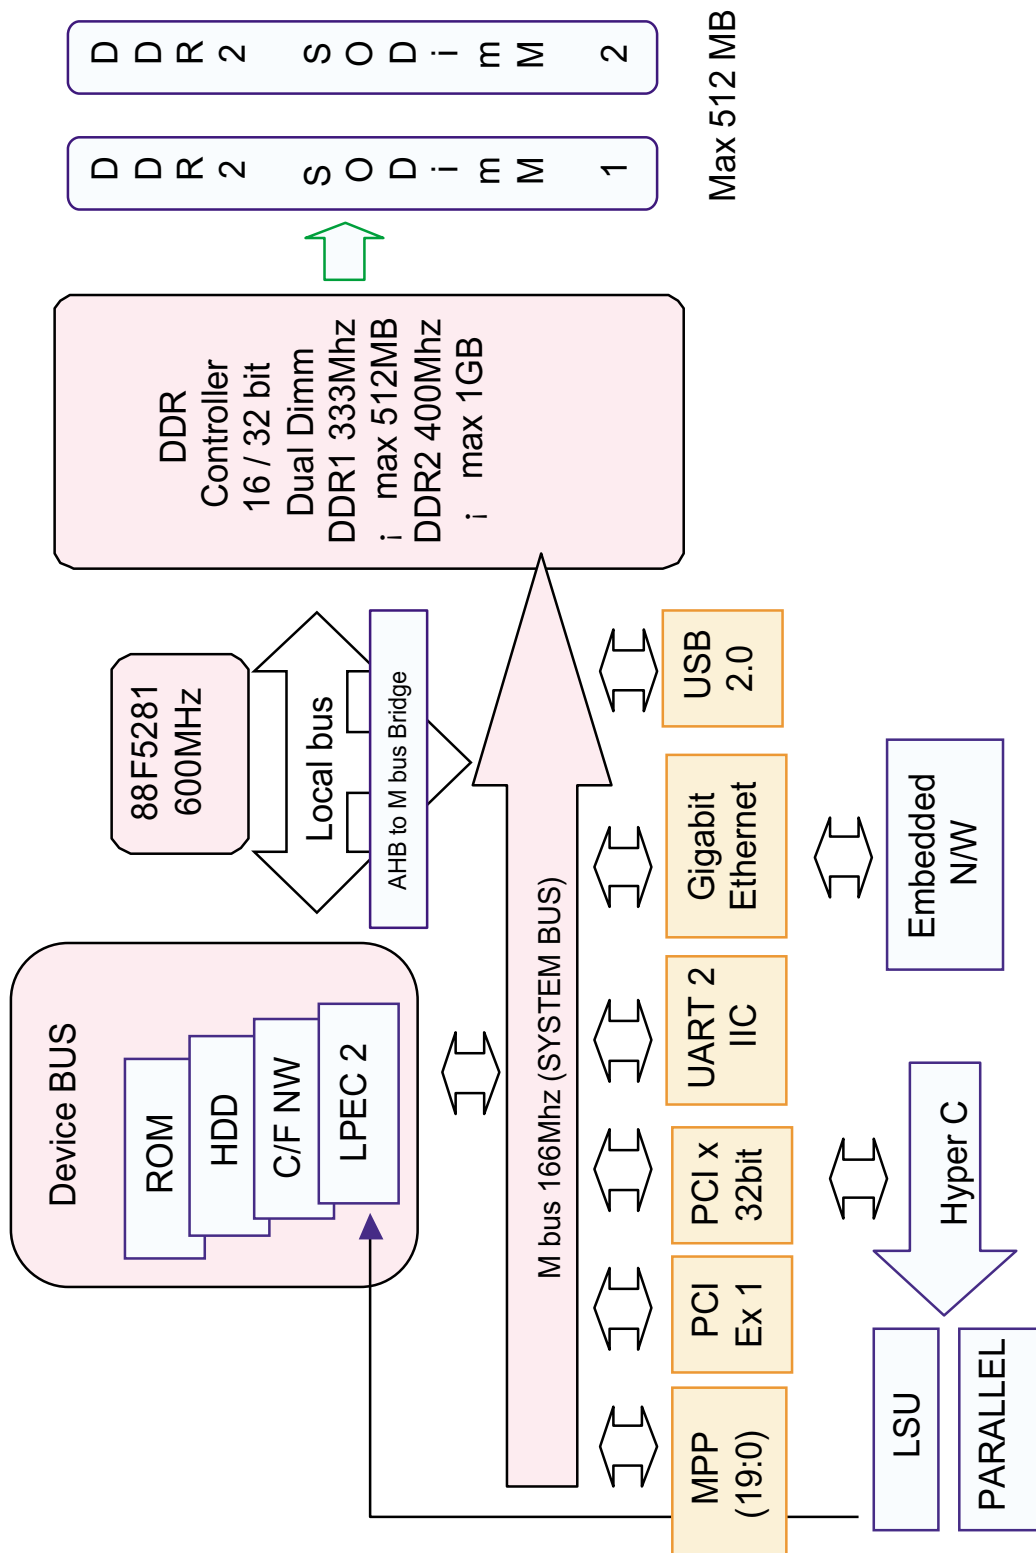 Device BUS
ROM
HDD
C/F NW
LPEC 2
88F5281
600MHz
Local bus
AHB to M bus Bridge
DDR
Controller
16 / 32 bit
Dual Dimm
DDR1 333Mhz
¡ max 512MB
DDR2 400Mhz
¡ max 1GB
DDR2 SODimM 1
DDR2 SODimM 2
Max 512 MB
M bus 166Mhz (SYSTEM BUS)
MPP
(19:0)
PCI
Ex 1
PCI x
32bit
UART 2
IIC
Gigabit
Ethernet
USB
2.0
LSU
PARALLEL
Hyper C
Embedded
N/W